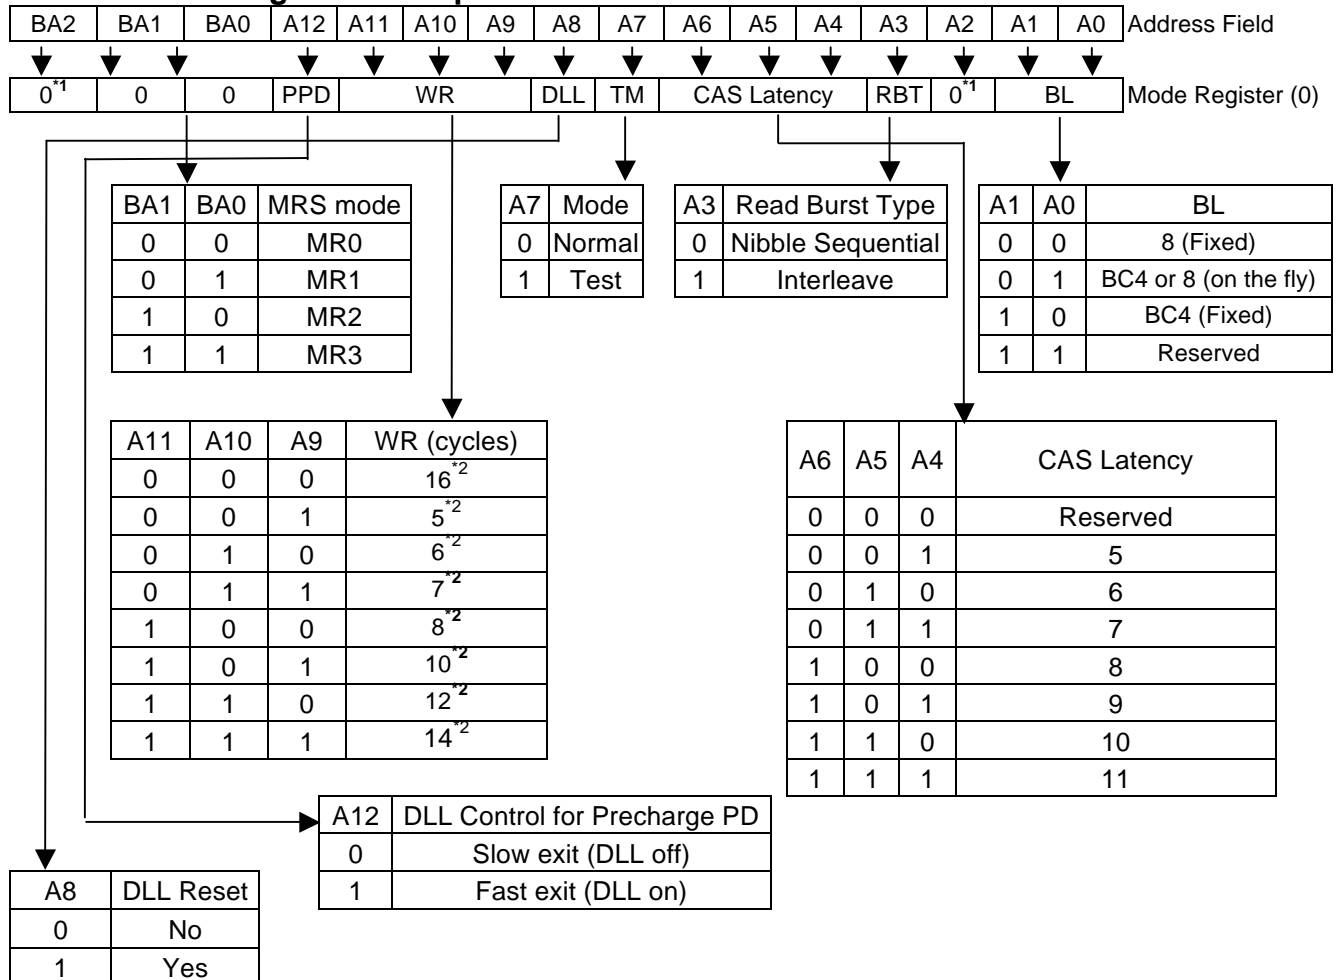 BA2 BA1 BA0 A12 A11 A10 A9 A8 A7 A6 A5 A4 A3 A2 A1 A0 Address Field
0*1 0 0 PPD WR DLL TM CAS Latency RBT 0*1 BL Mode Register (0)
BA1 BA0 MRS mode
0 0 MR0
0 1 MR1
1 0 MR2
1 1 MR3
A7 Mode
0 Normal
1 Test
A3 Read Burst Type
0 Nibble Sequential
1 Interleave
A1 A0 BL
0 0 8 (Fixed)
0 1 BC4 or 8 (on the fly)
1 0 BC4 (Fixed)
1 1 Reserved
A11 A10 A9 WR (cycles)
0 0 0 16*2
0 0 1 5*2
0 1 0 6*2
0 1 1 7*2
1 0 0 8*2
1 0 1 10*2
1 1 0 12*2
1 1 1 14*2
A6 A5 A4 CAS Latency
0 0 0 Reserved
0 0 1 5
0 1 0 6
0 1 1 7
1 0 0 8
1 0 1 9
1 1 0 10
1 1 1 11
A12 DLL Control for Precharge PD
0 Slow exit (DLL off)
1 Fast exit (DLL on)
A8 DLL Reset
0 No
1 Yes